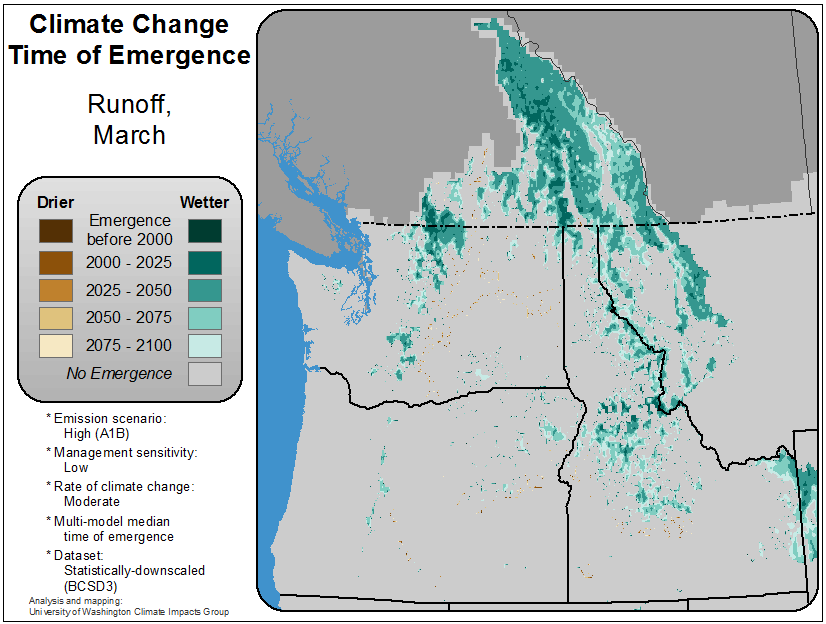 Climate Change
Time of Emergence
Runoff,
March
Drier Wetter
Emergence
before 2000
2000 - 2025
2025 - 2050
2050 - 2075
2075 - 2100
No Emergence
* Emission scenario:
High (A1B)
* Management sensitivity:
Low
* Rate of climate change:
Moderate
* Multi-model median
time of emergence
* Dataset:
Statistically-downscaled
(BCSD3)
Analysis and mapping:
University of Washington Climate Impacts Group